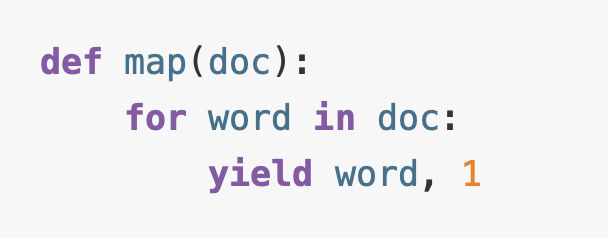 def map(doc):
    for word in doc:
        yield word, 1